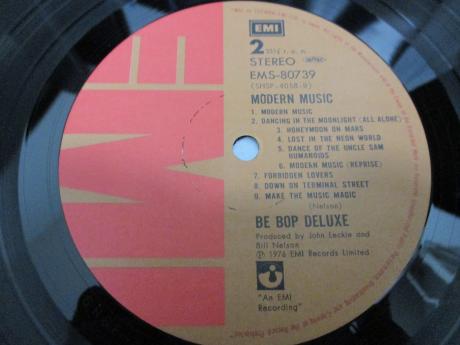 EMI
EMI
2
33⅓ r.p.m.
STEREO
EMS-80739
(SHSP-4058-B)
MODERN MUSIC
1. MODERN MUSIC
2. DANCING IN THE MOONLIGHT (ALL ALONE)
3. HONEYMOON ON MARS
4. LOST IN THE NEON WORLD
5. DANCE OF THE UNCLE SAM
HUMANOIDS
6. MODERN MUSIC (REPRISE)
7. FORBIDDEN LOVERS
8. DOWN ON TERMINAL STREET
9. MAKE THE MUSIC MAGIC
(Nelson)
BE BOP DELUXE
Produced by John Leckie and
Bill Nelson
℗ 1976 EMI Records Limited
"An EMI
Recording"